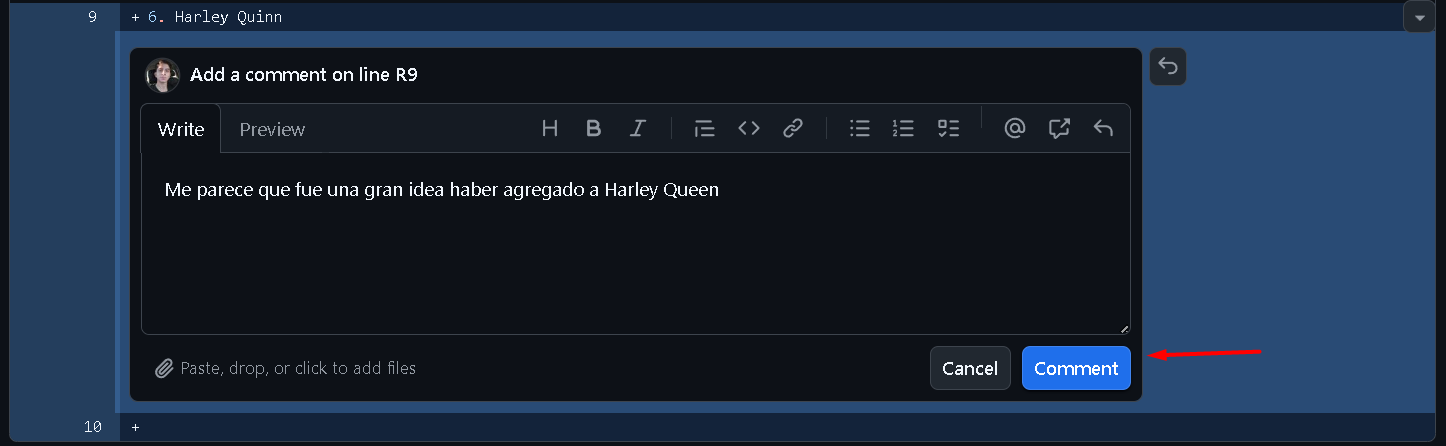 9 + 6. Harley Quinn
Add a comment on line R9
Write Preview
Me parece que fue una gran idea haber agregado a Harley Queen
Paste, drop, or click to add files
Cancel Comment
10 +